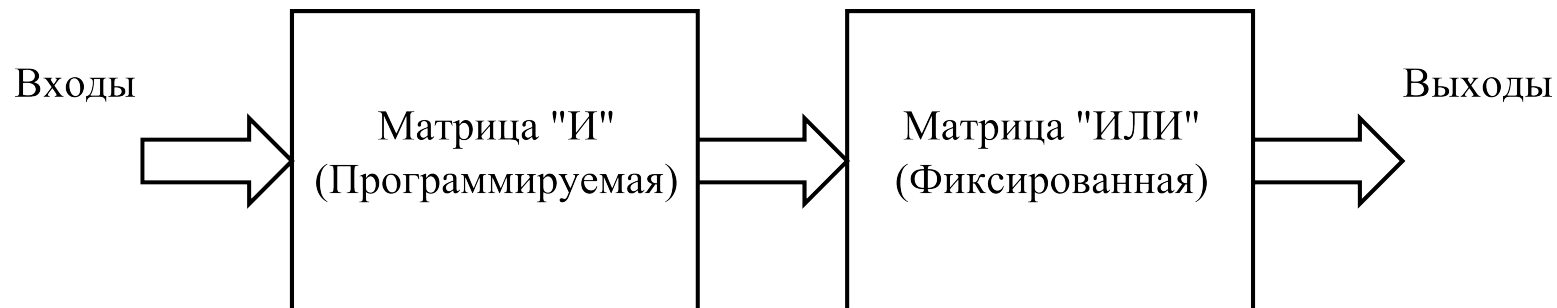 Входы
Матрица "И"
(Программируемая)
Матрица "ИЛИ"
(Фиксированная)
Выходы